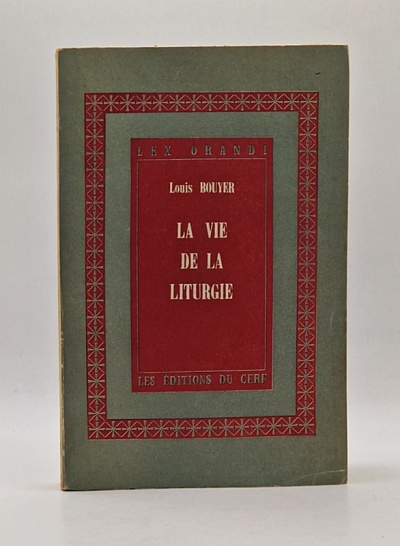 LEX ORANDI
Louis BOUYER
LA VIE
DE LA
LITURGIE
LES ÉDITIONS DU CERF